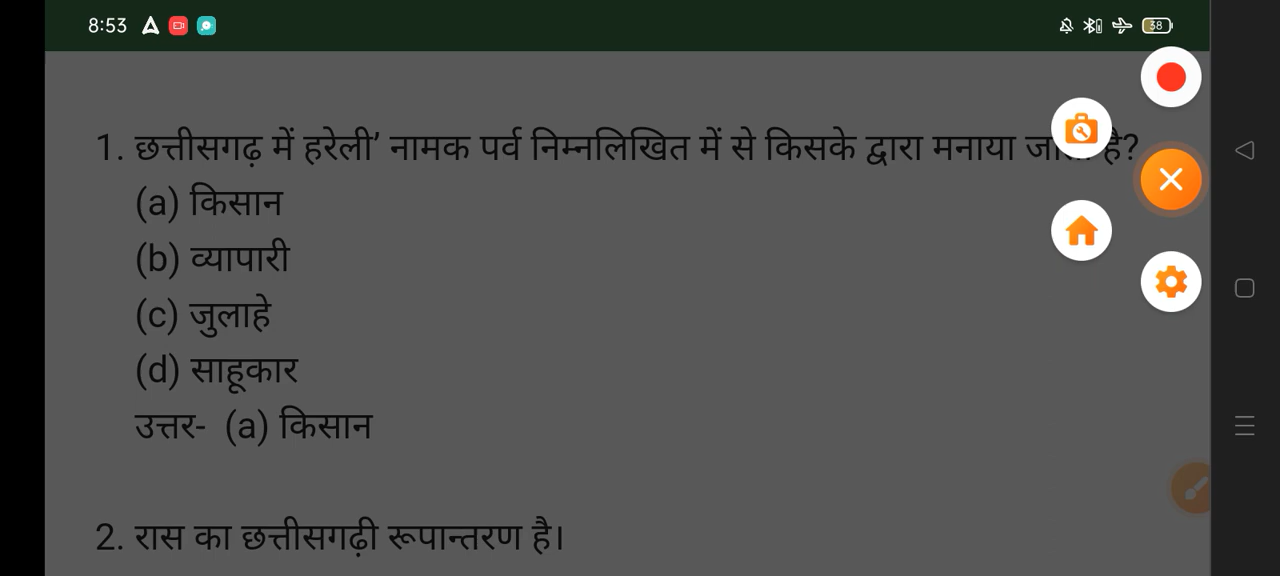 8:53
38
1. छत्तीसगढ़ में हरेली’ नामक पर्व निम्नलिखित में से किसके द्वारा मनाया जाता है?
(a) किसान
(b) व्यापारी
(c) जुलाहे
(d) साहूकार
उत्तर- (a) किसान
2. रास का छत्तीसगढ़ी रूपान्तरण है।